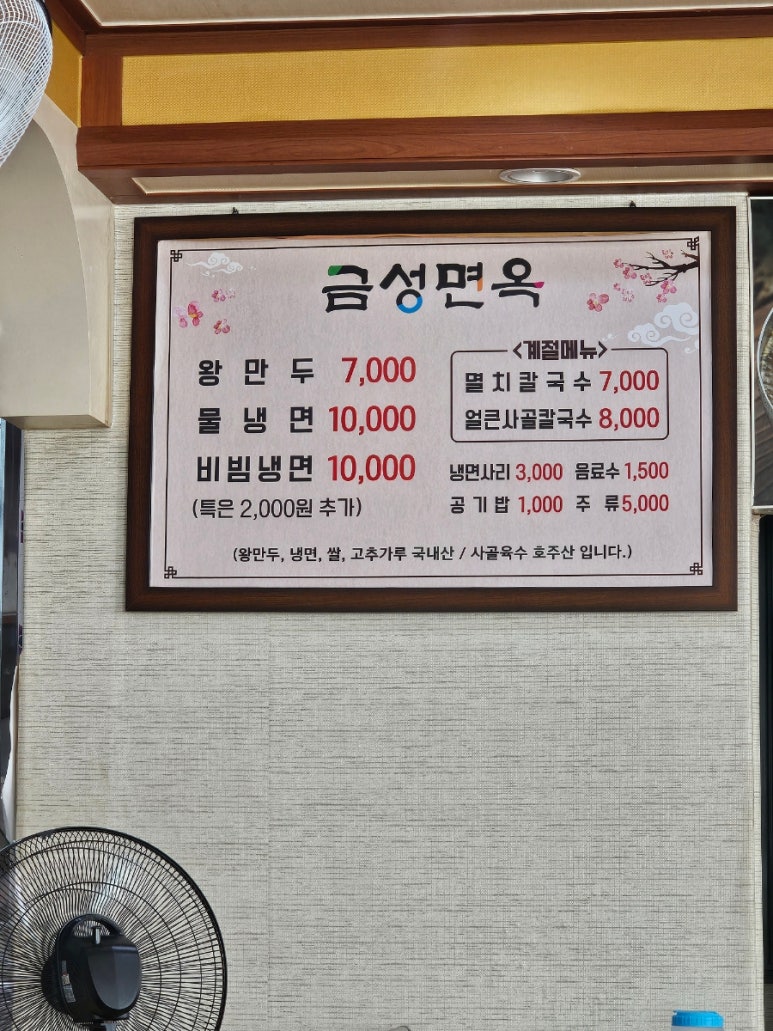 금성면옥
왕만두 7,000
물냉면 10,000
비빔냉면 10,000
(특은 2,000원 추가)
<계절메뉴>
멸치칼국수 7,000
얼큰사골칼국수 8,000
냉면사리 3,000 음료수 1,500
공기밥 1,000 주류 5,000
(왕만두, 냉면, 쌀, 고추가루 국내산 / 사골육수 호주산 입니다.)